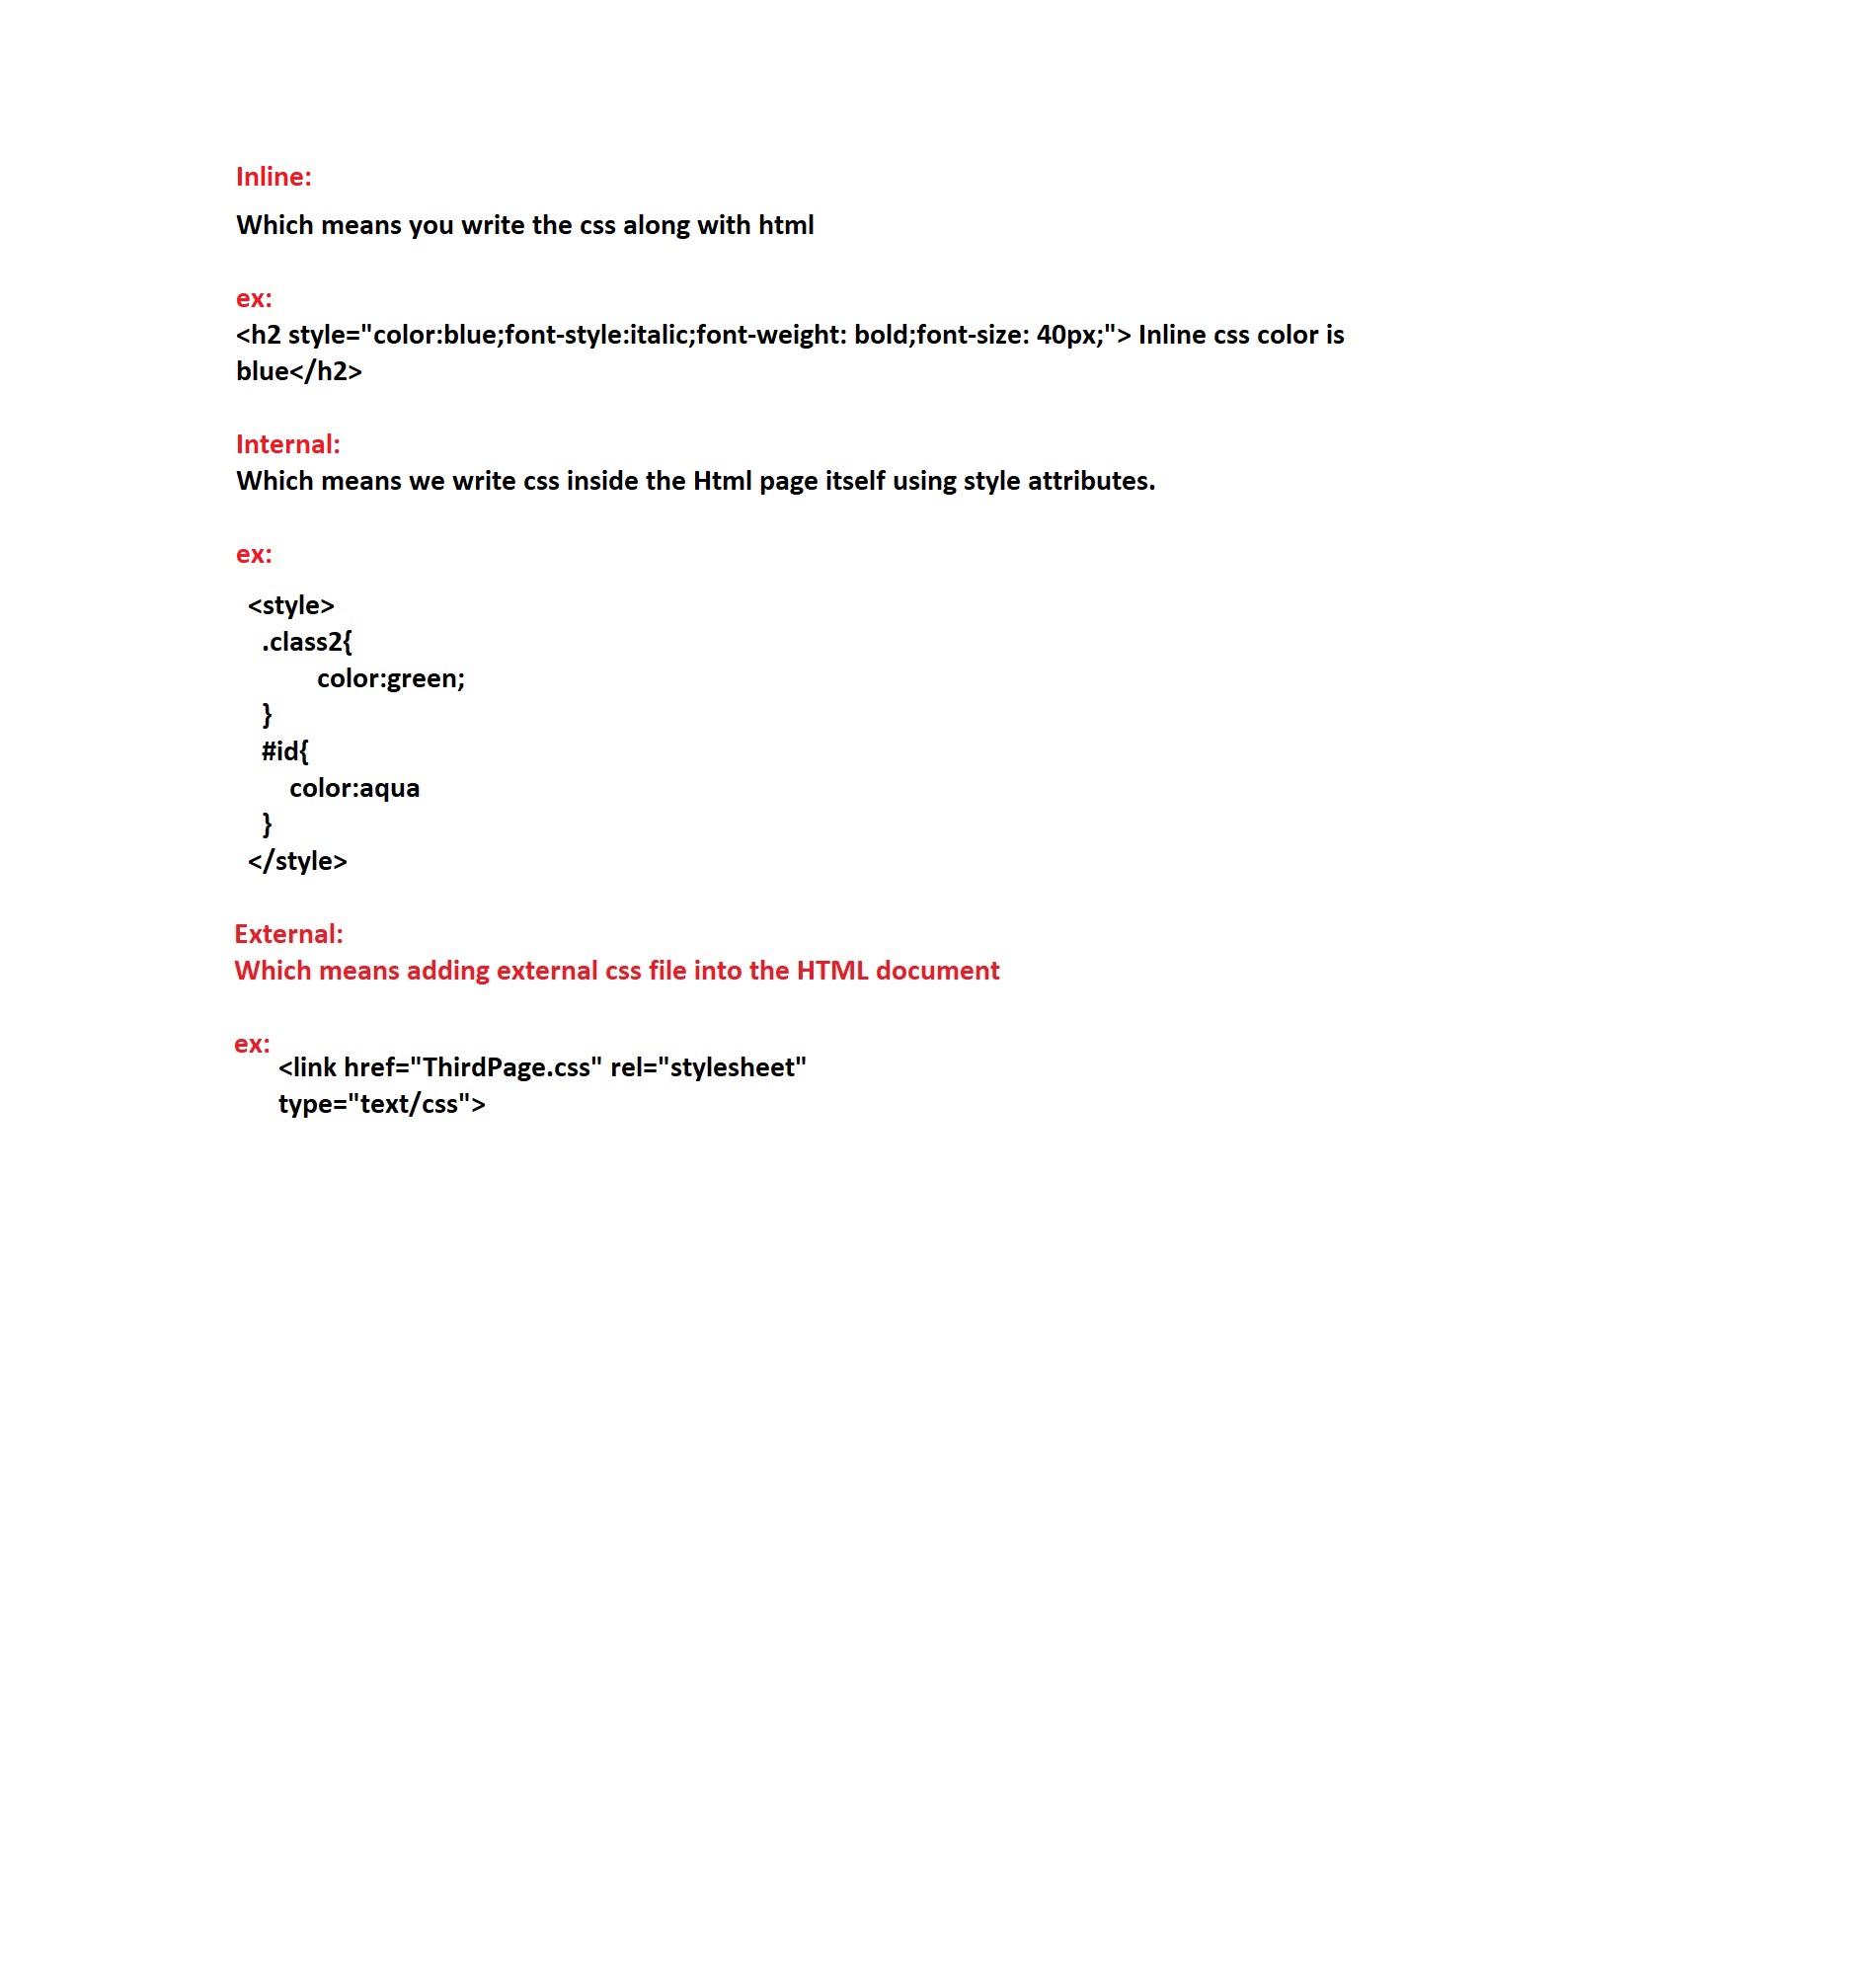 Inline:
Which means you write the css along with html
ex:
<h2 style="color:blue;font-style:italic;font-weight: bold;font-size: 40px;"> Inline css color is
blue</h2>
Internal:
Which means we write css inside the Html page itself using style attributes.
ex:
<style>
.class2{
color:green;
}
#id{
color:aqua
}
</style>
External:
Which means adding external css file into the HTML document
ex:
<link href="ThirdPage.css" rel="stylesheet"
type="text/css">